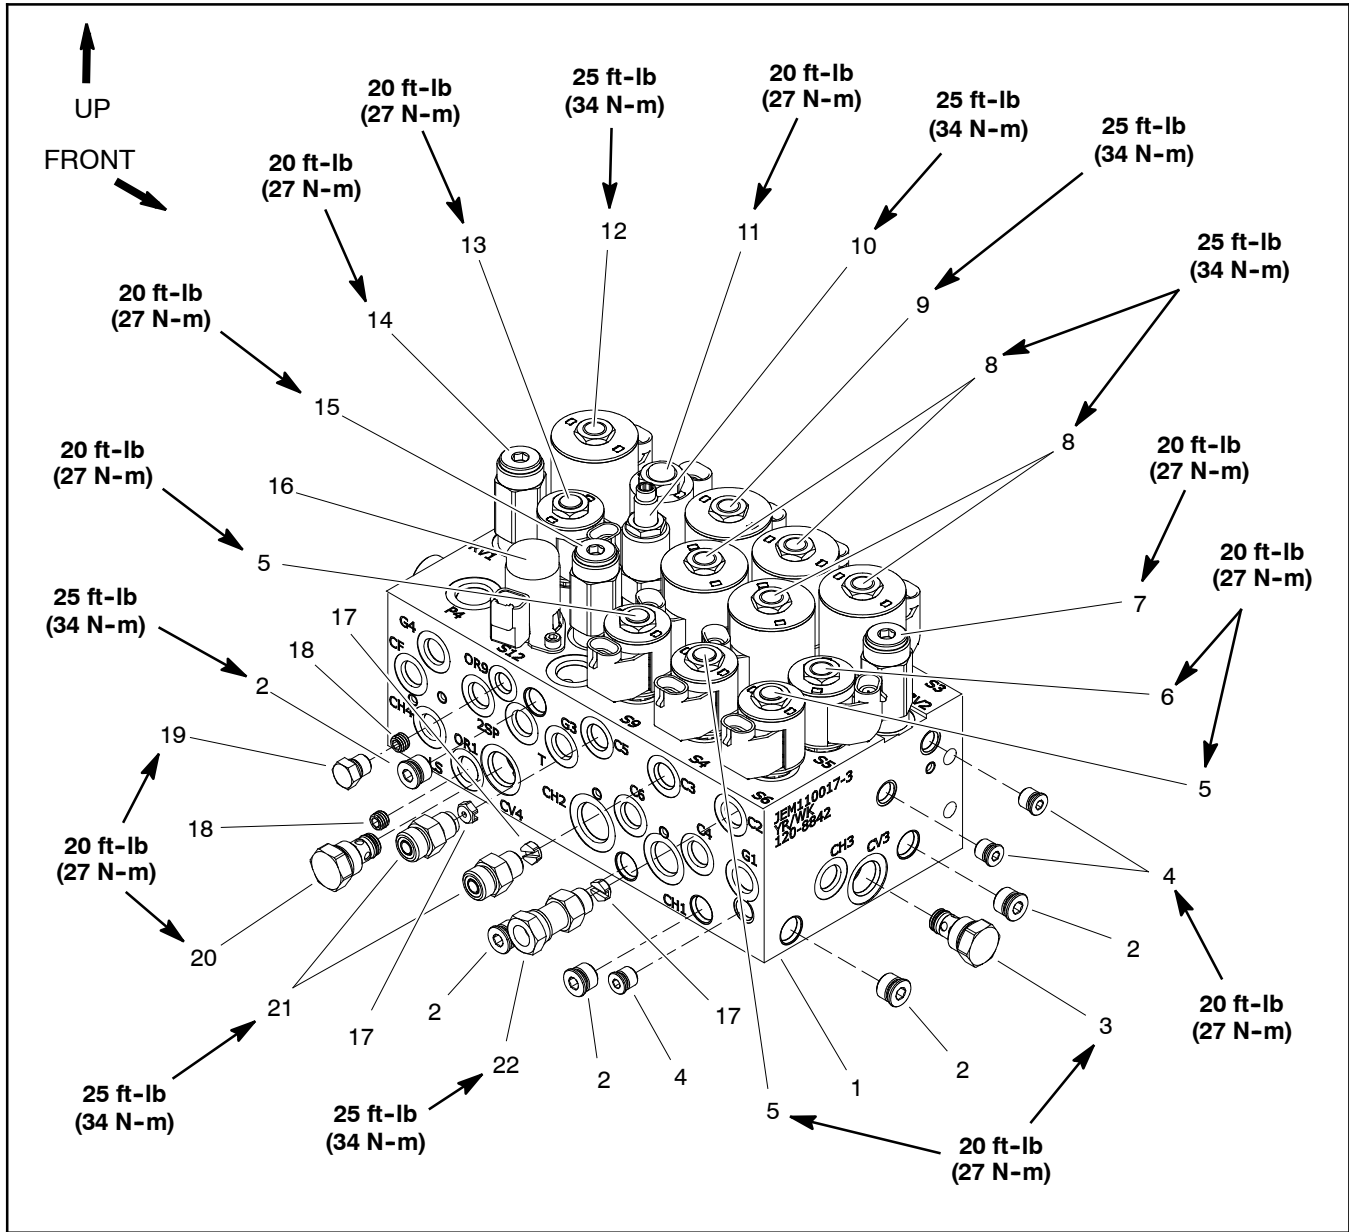 UP
FRONT
20 ft-lb
(27 N-m)
25 ft-lb
(34 N-m)
20 ft-lb
(27 N-m)
25 ft-lb
(34 N-m)
25 ft-lb
(34 N-m)
20 ft-lb
(27 N-m)
12
11
10
13
25 ft-lb
(34 N-m)
20 ft-lb
(27 N-m)
14
9
8
15
20 ft-lb
(27 N-m)
8
20 ft-lb
(27 N-m)
16
5
20 ft-lb
(27 N-m)
7
25 ft-lb
(34 N-m)
17
18
2
6
19
5
RV1
P4
S12
G4
CF
OR9
CH4
2SP
G3
C5
S9
S4
S5
S3
CV2
LS
OR1
T
CV4
CH2
C6
C3
C2
S6
C4
G1
CH1
JEM110017-3
YR/WK
120-8842
CH3
CV3
18
20 ft-lb
(27 N-m)
4
20
2
21
17
2
22
17
3
20 ft-lb
(27 N-m)
2
4
1
2
25 ft-lb
(34 N-m)
25 ft-lb
(34 N-m)
5
20 ft-lb
(27 N-m)